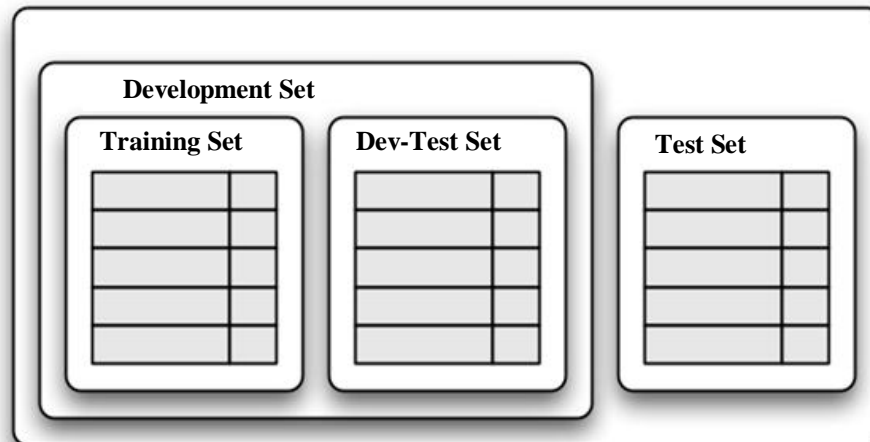 Development Set
Training Set
Dev-Test Set
Test Set